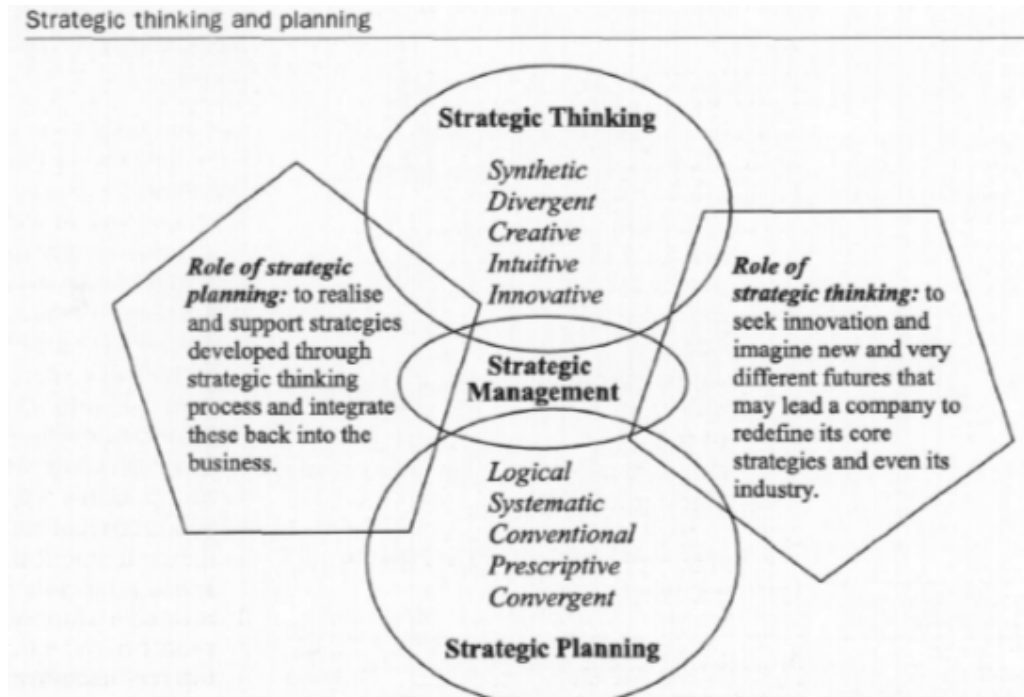 Strategic thinking and planning
Strategic Thinking
Synthetic
Divergent
Creative
Intuitive
Innovative
Role of strategic
planning: to realise
and support strategies
developed through
strategic thinking
process and integrate
these back into the
business.
Strategic
Management
Role of
strategic thinking: to
seek innovation and
imagine new and very
different futures that
may lead a company to
redefine its core
strategies and even its
industry.
Logical
Systematic
Conventional
Prescriptive
Convergent
Strategic Planning